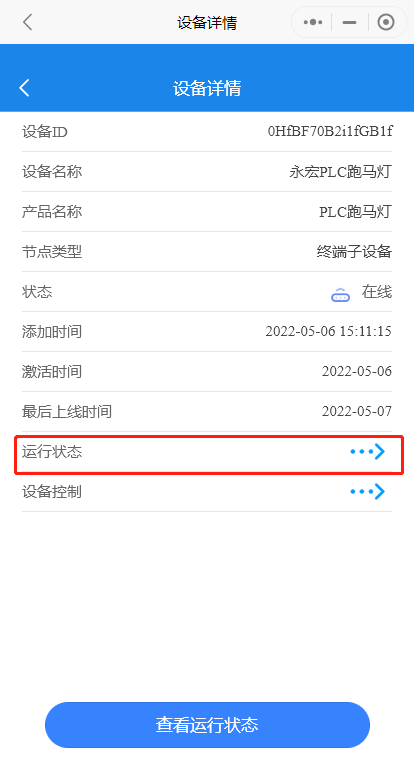 设备详情
设备详情
设备ID 0HfBF70B2i1fGB1f
设备名称 永宏PLC跑马灯
产品名称 PLC跑马灯
节点类型 终端子设备
状态 在线
添加时间 2022-05-06 15:11:15
激活时间 2022-05-06
最后上线时间 2022-05-07
运行状态
设备控制
查看运行状态